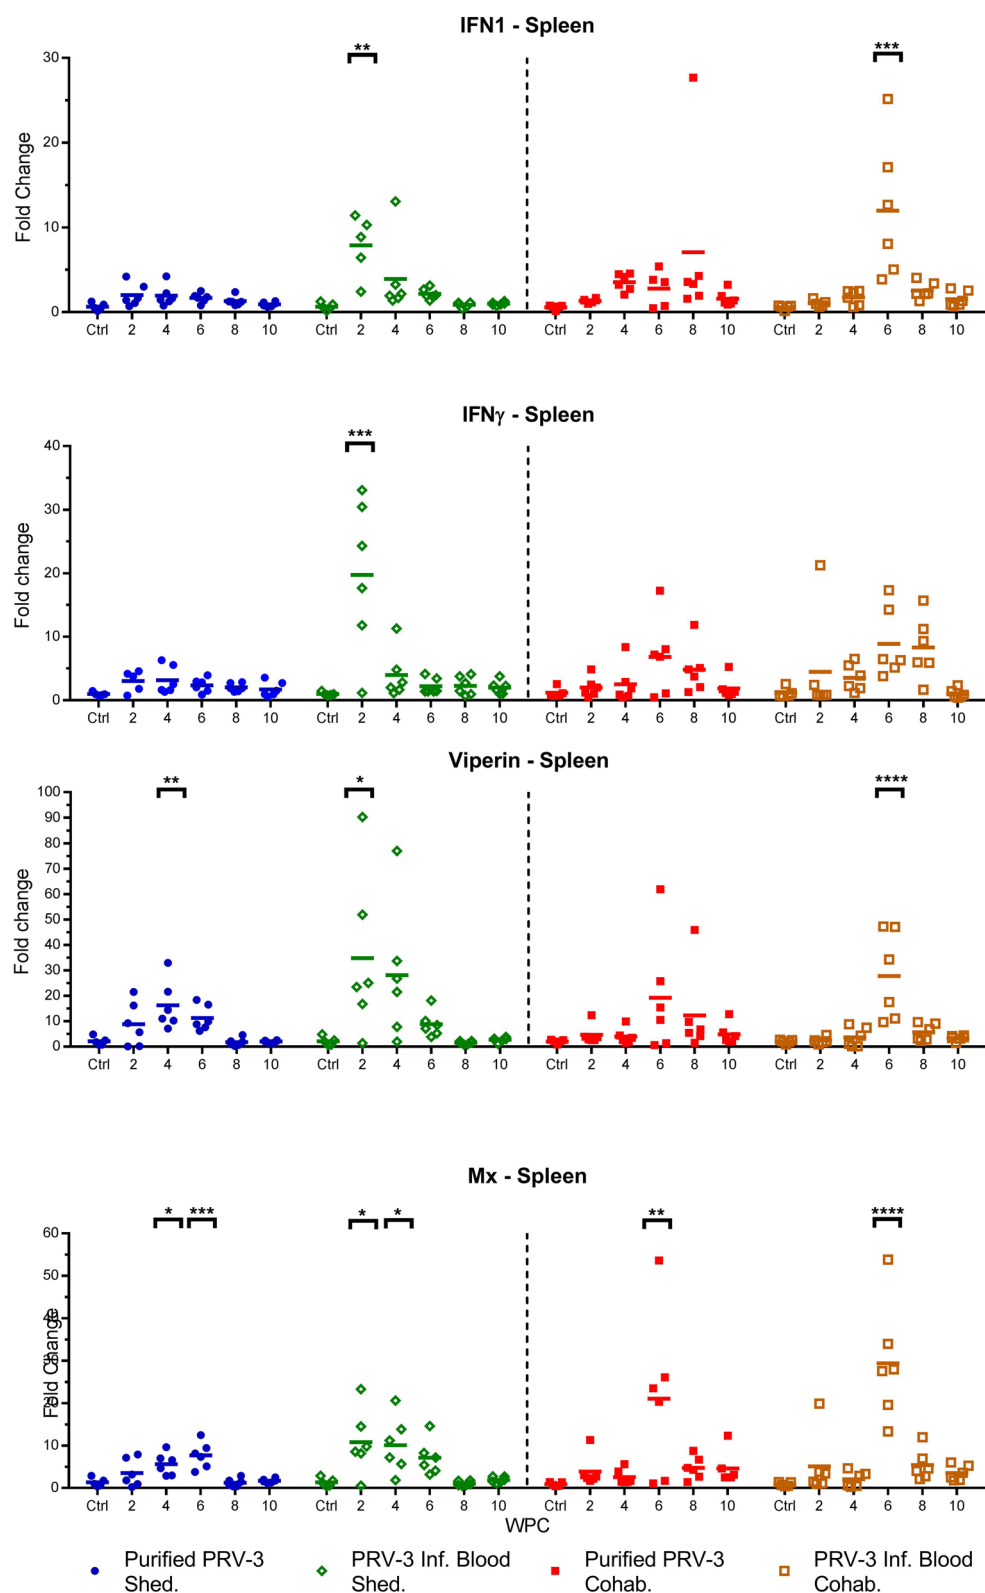 IFN1 - Spleen
** ***
30
20
10
0
Fold Change
Ctrl 2 4 6 8 10 Ctrl 2 4 6 8 10 Ctrl 2 4 6 8 10 Ctrl 2 4 6 8 10
IFNγ - Spleen
***
40
30
20
10
0
Fold change
Ctrl 2 4 6 8 10 Ctrl 2 4 6 8 10 Ctrl 2 4 6 8 10 Ctrl 2 4 6 8 10
Viperin - Spleen
** * ****
100
90
80
70
60
50
40
30
20
10
0
Fold change
Ctrl 2 4 6 8 10 Ctrl 2 4 6 8 10 Ctrl 2 4 6 8 10 Ctrl 2 4 6 8 10
Mx - Spleen
* *** * * ** ****
60
50
40
30
20
10
0
Fold Change
Ctrl 2 4 6 8 10 Ctrl 2 4 6 8 10 Ctrl 2 4 6 8 10 Ctrl 2 4 6 8 10
WPC
Purified PRV-3 Shed.
PRV-3 Inf. Blood Shed.
Purified PRV-3 Cohab.
PRV-3 Inf. Blood Cohab.